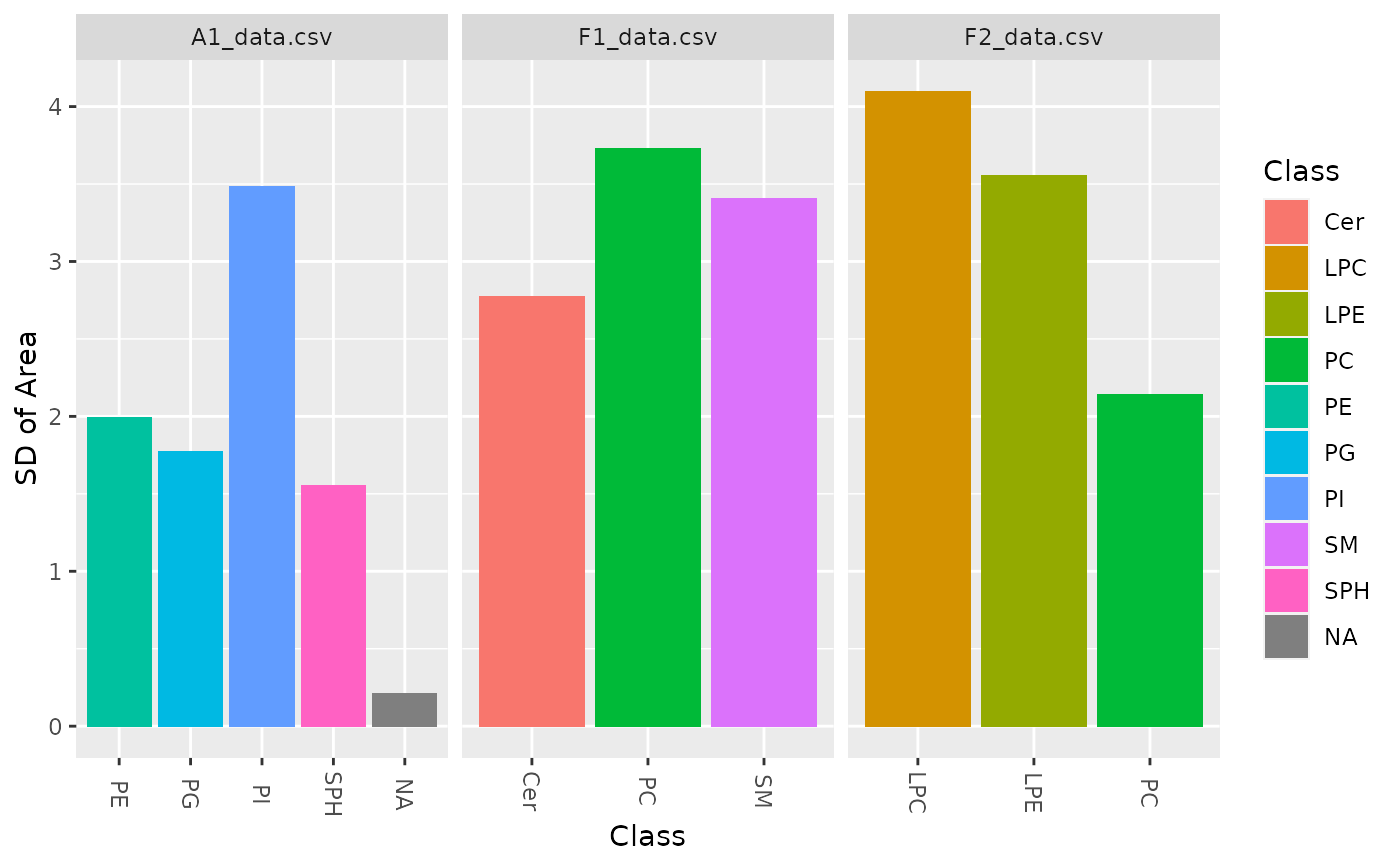 A1_data.csv F1_data.csv F2_data.csv
SD of Area
4
3
2
1
0
PE PG PI SPH NA Cer PC SM LPC LPE PC
Class
Class
Cer
LPC
LPE
PC
PE
PG
PI
SM
SPH
NA